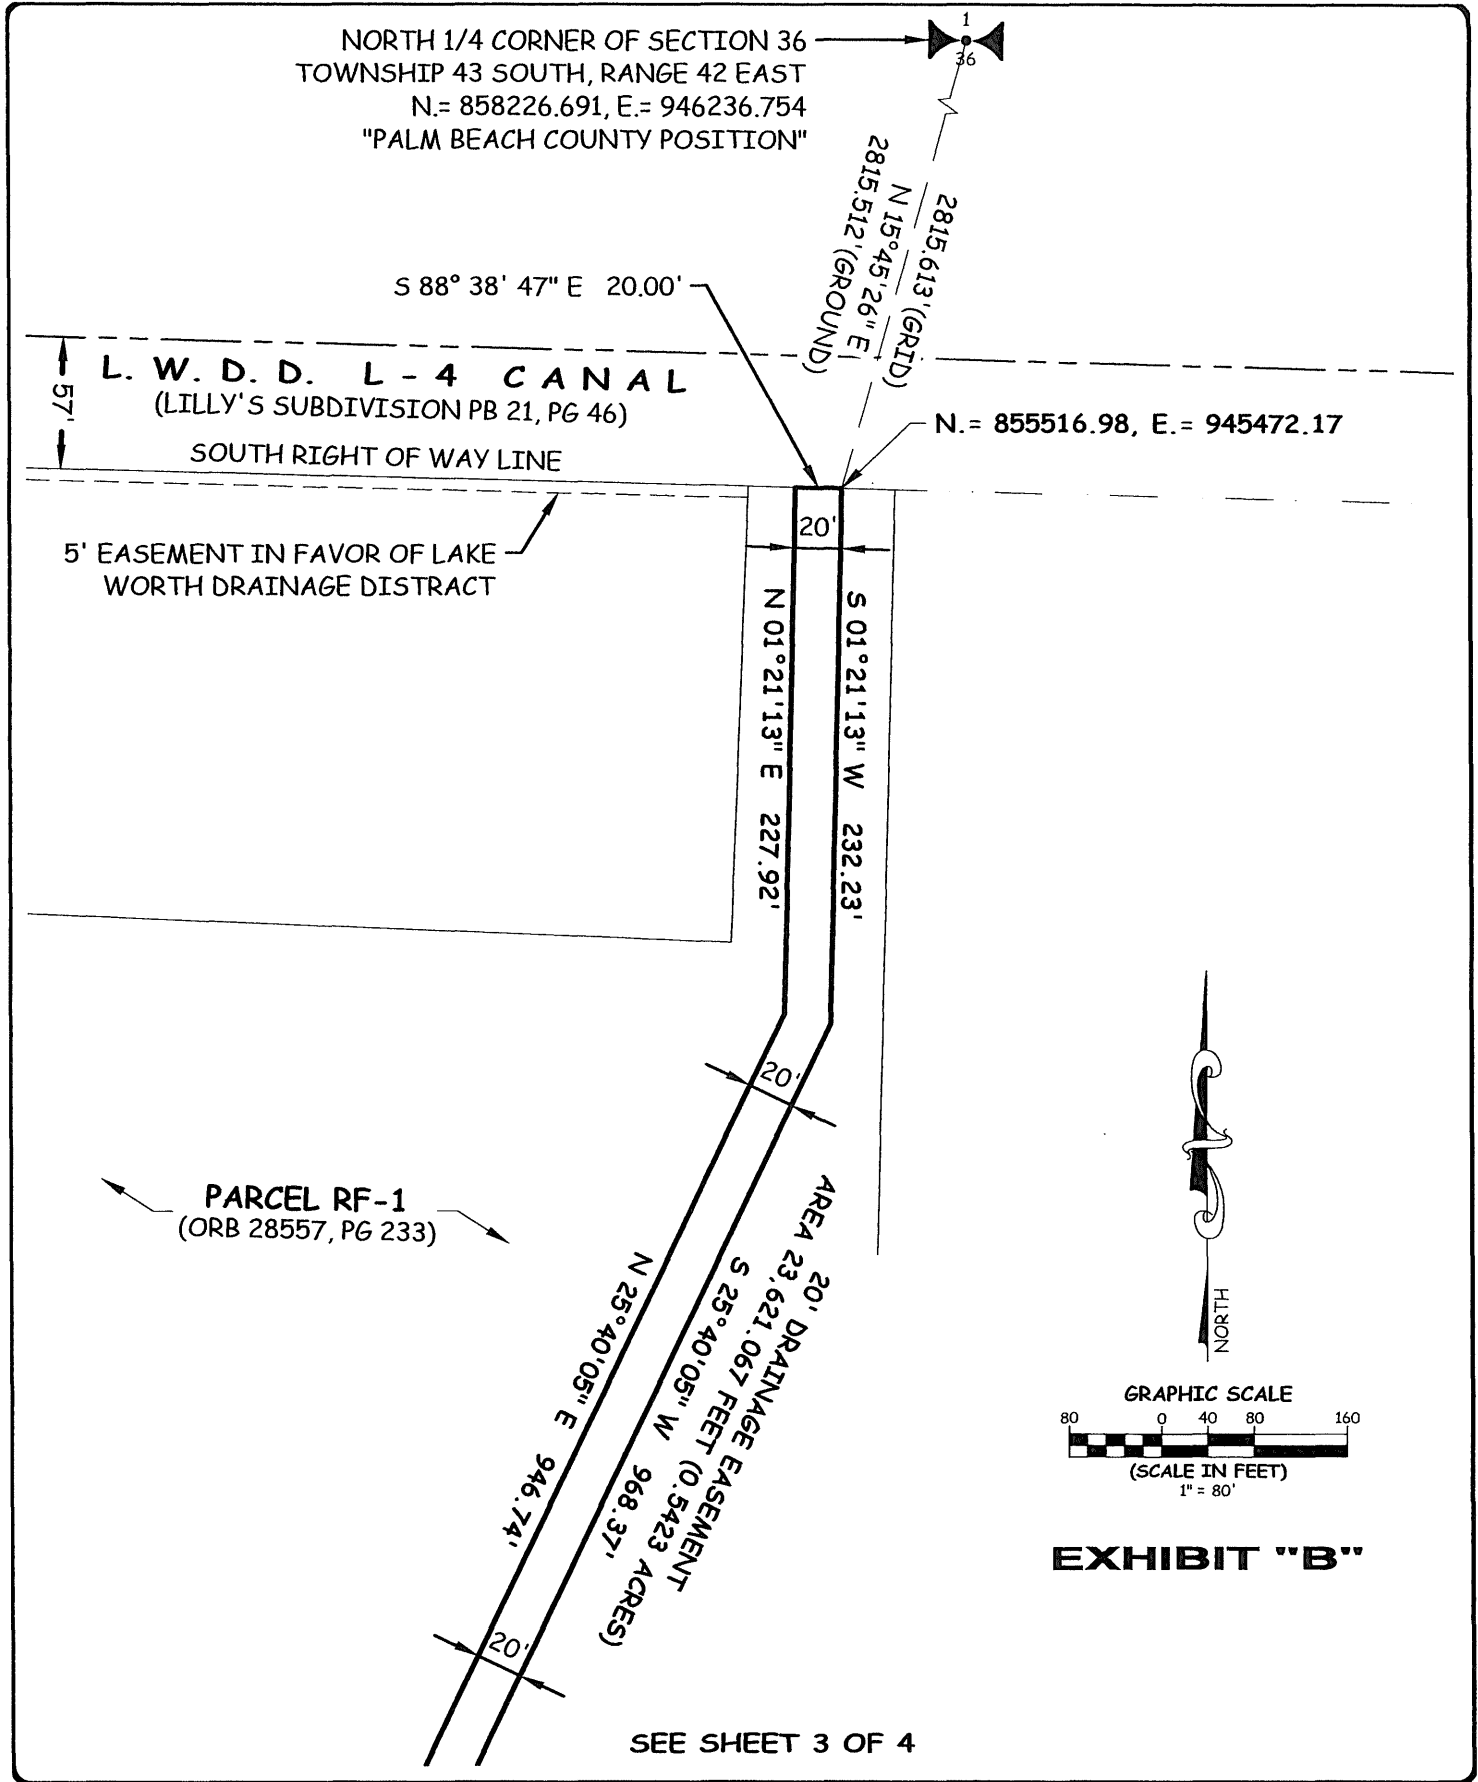 1
NORTH 1/4 CORNER OF SECTION 36
36
TOWNSHIP 43 SOUTH, RANGE 42 EAST
N.= 858226.691, E.= 946236.754
"PALM BEACH COUNTY POSITION"
2815.613' (GRID)
N 15°45'26" E
2815.512' (GROUND)
S 88° 38' 47" E 20.00'
L. W. D. D. L-4 CANAL
(LILLY'S SUBDIVISION PB 21, PG 46)
57'
SOUTH RIGHT OF WAY LINE
N.= 855516.98, E.= 945472.17
20'
5' EASEMENT IN FAVOR OF LAKE
WORTH DRAINAGE DISTRACT
N 01°21'13" E 227.92'
S 01°21'13" W 232.23'
20'
PARCEL RF-1
(ORB 28557, PG 233)
20' DRAINAGE EASEMENT
AREA 23,621.067 FEET (0.5423 ACRES)
S 25°40'05" W 968.37'
N 25°40'05" E 946.74'
20'
NORTH
GRAPHIC SCALE
80 0 40 80 160
(SCALE IN FEET)
1" = 80'
EXHIBIT "B"
SEE SHEET 3 OF 4